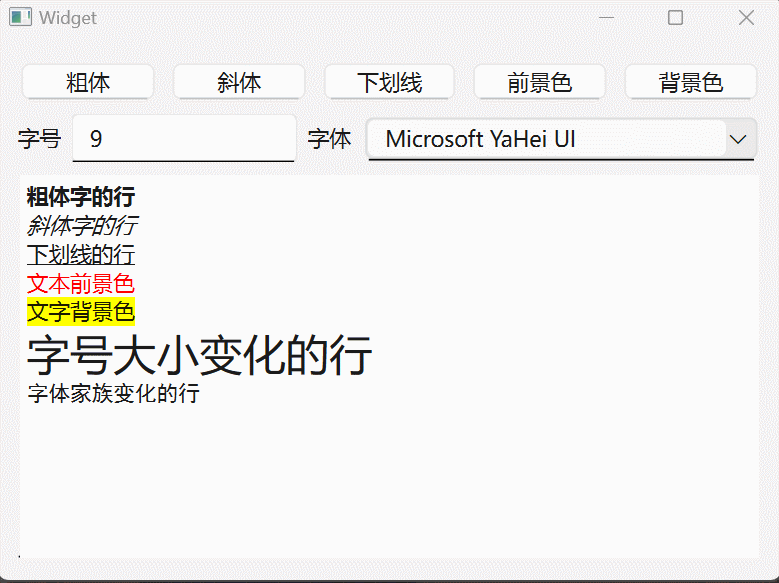 Widget
粗体 斜体 下划线 前景色 背景色
字号 9 字体 Microsoft YaHei UI
粗体字的行
斜体字的行
下划线的行
文本前景色
文字背景色
字号大小变化的行
字体家族变化的行